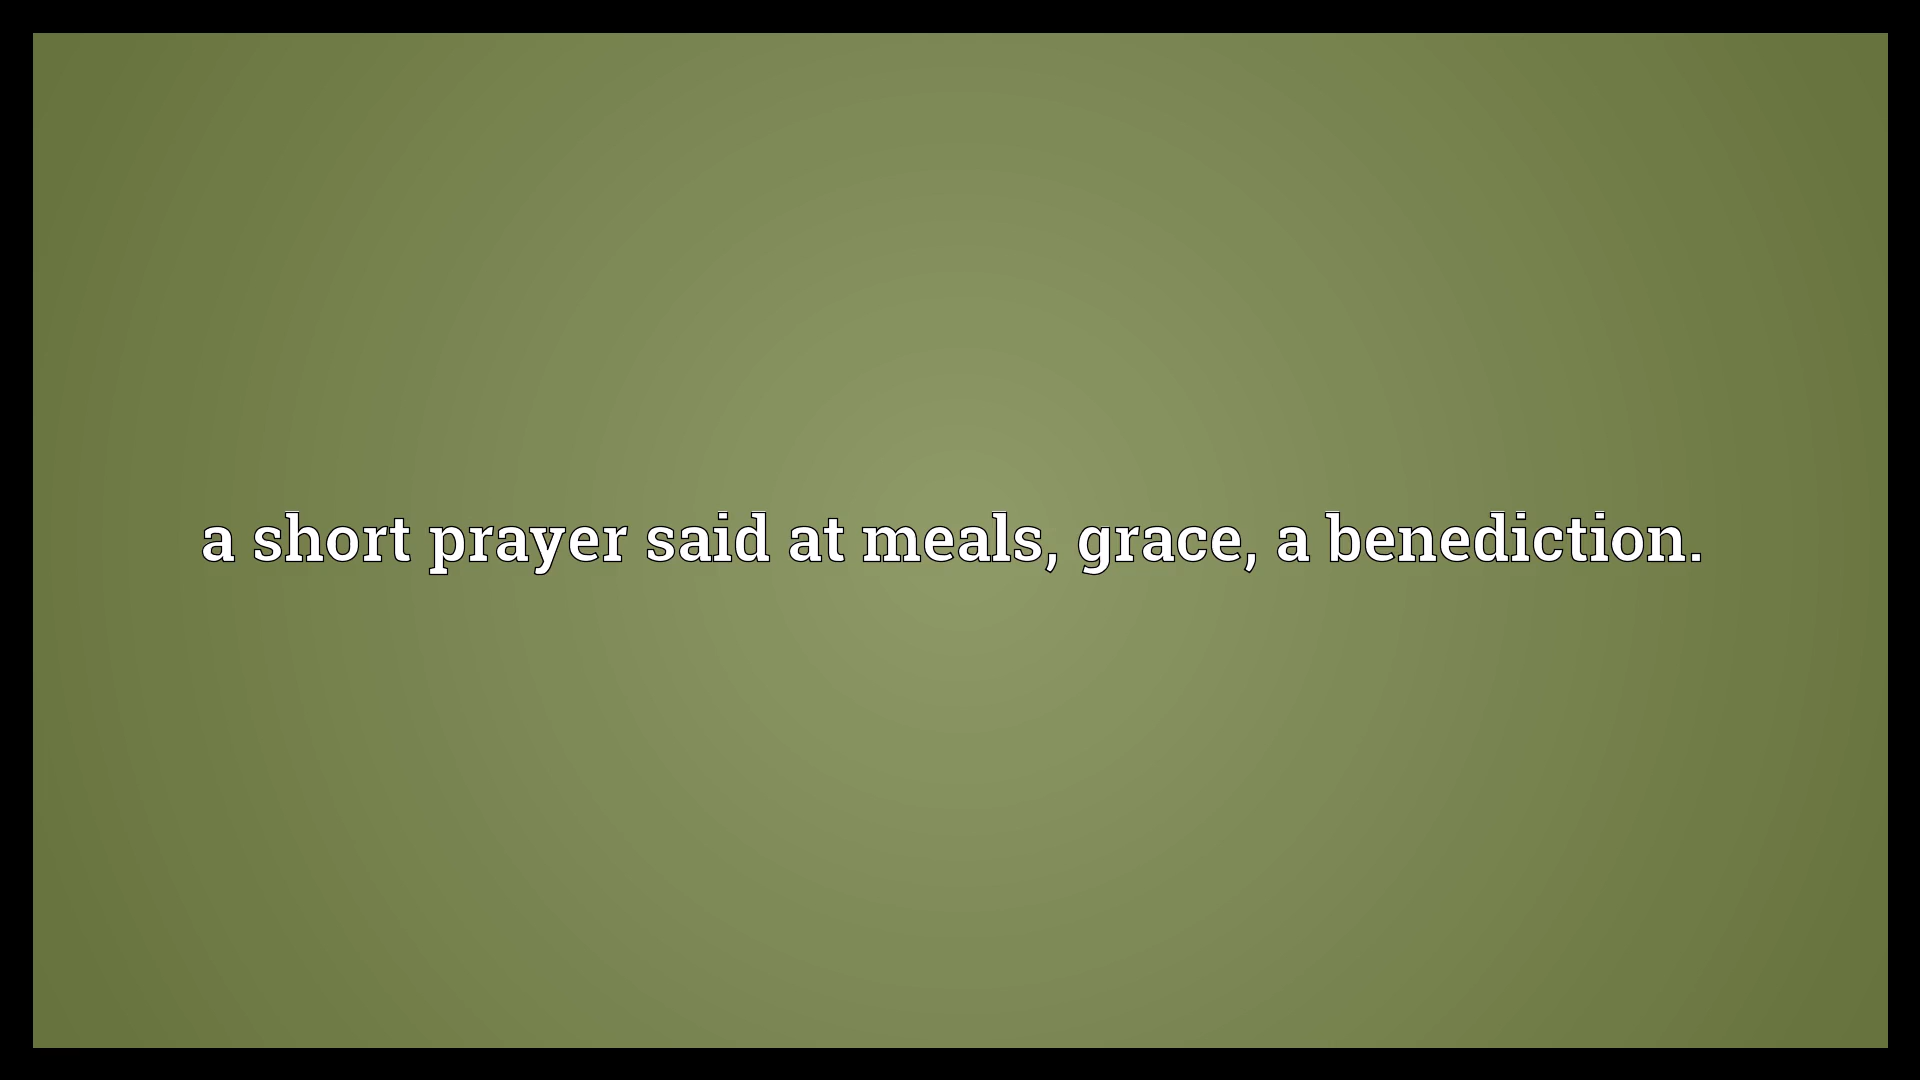 a short prayer said at meals, grace, a benediction.